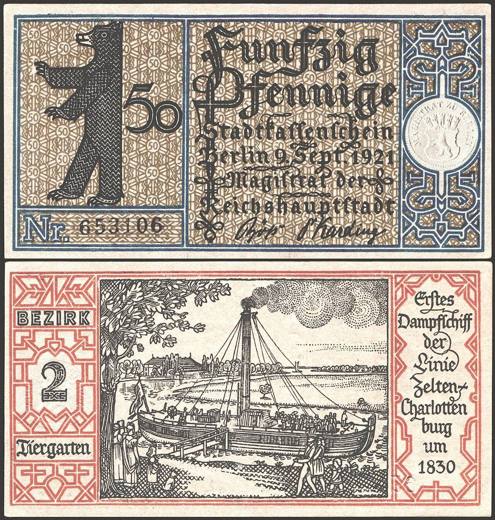 50
Funfzig
Pfennige
Stadtkassenschein
Berlin 9. Sept. 1921
Magistrat der
Reichshauptstadt
Nr. 653106
BEZIRK
2
Tiergarten
Erstes
Dampfschiff
der
Linie
Zelten-
Charlotten
burg
um
1830